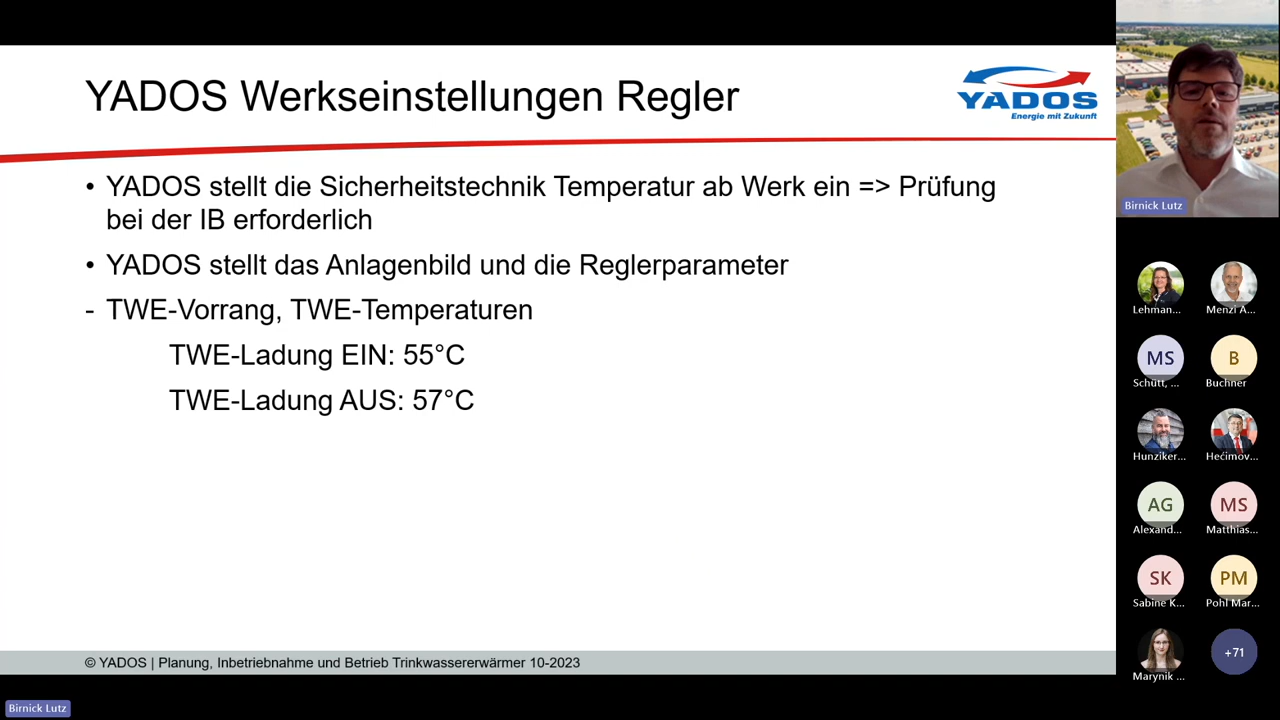 YADOS Werkseinstellungen Regler
YADOS
Energie mit Zukunft
• YADOS stellt die Sicherheitstechnik Temperatur ab Werk ein => Prüfung
bei der IB erforderlich
• YADOS stellt das Anlagenbild und die Reglerparameter
- TWE-Vorrang, TWE-Temperaturen
TWE-Ladung EIN: 55°C
TWE-Ladung AUS: 57°C
© YADOS | Planung, Inbetriebnahme und Betrieb Trinkwassererwärmer 10-2023
Birnick Lutz
Birnick Lutz
Lehman...
Menzi A...
MS
B
Schütt, ...
Buchner
Hunziker...
Hećimov...
AG
MS
Alexand...
Matthias...
SK
PM
Sabine K...
Pohl Mar...
Marynik ...
+71